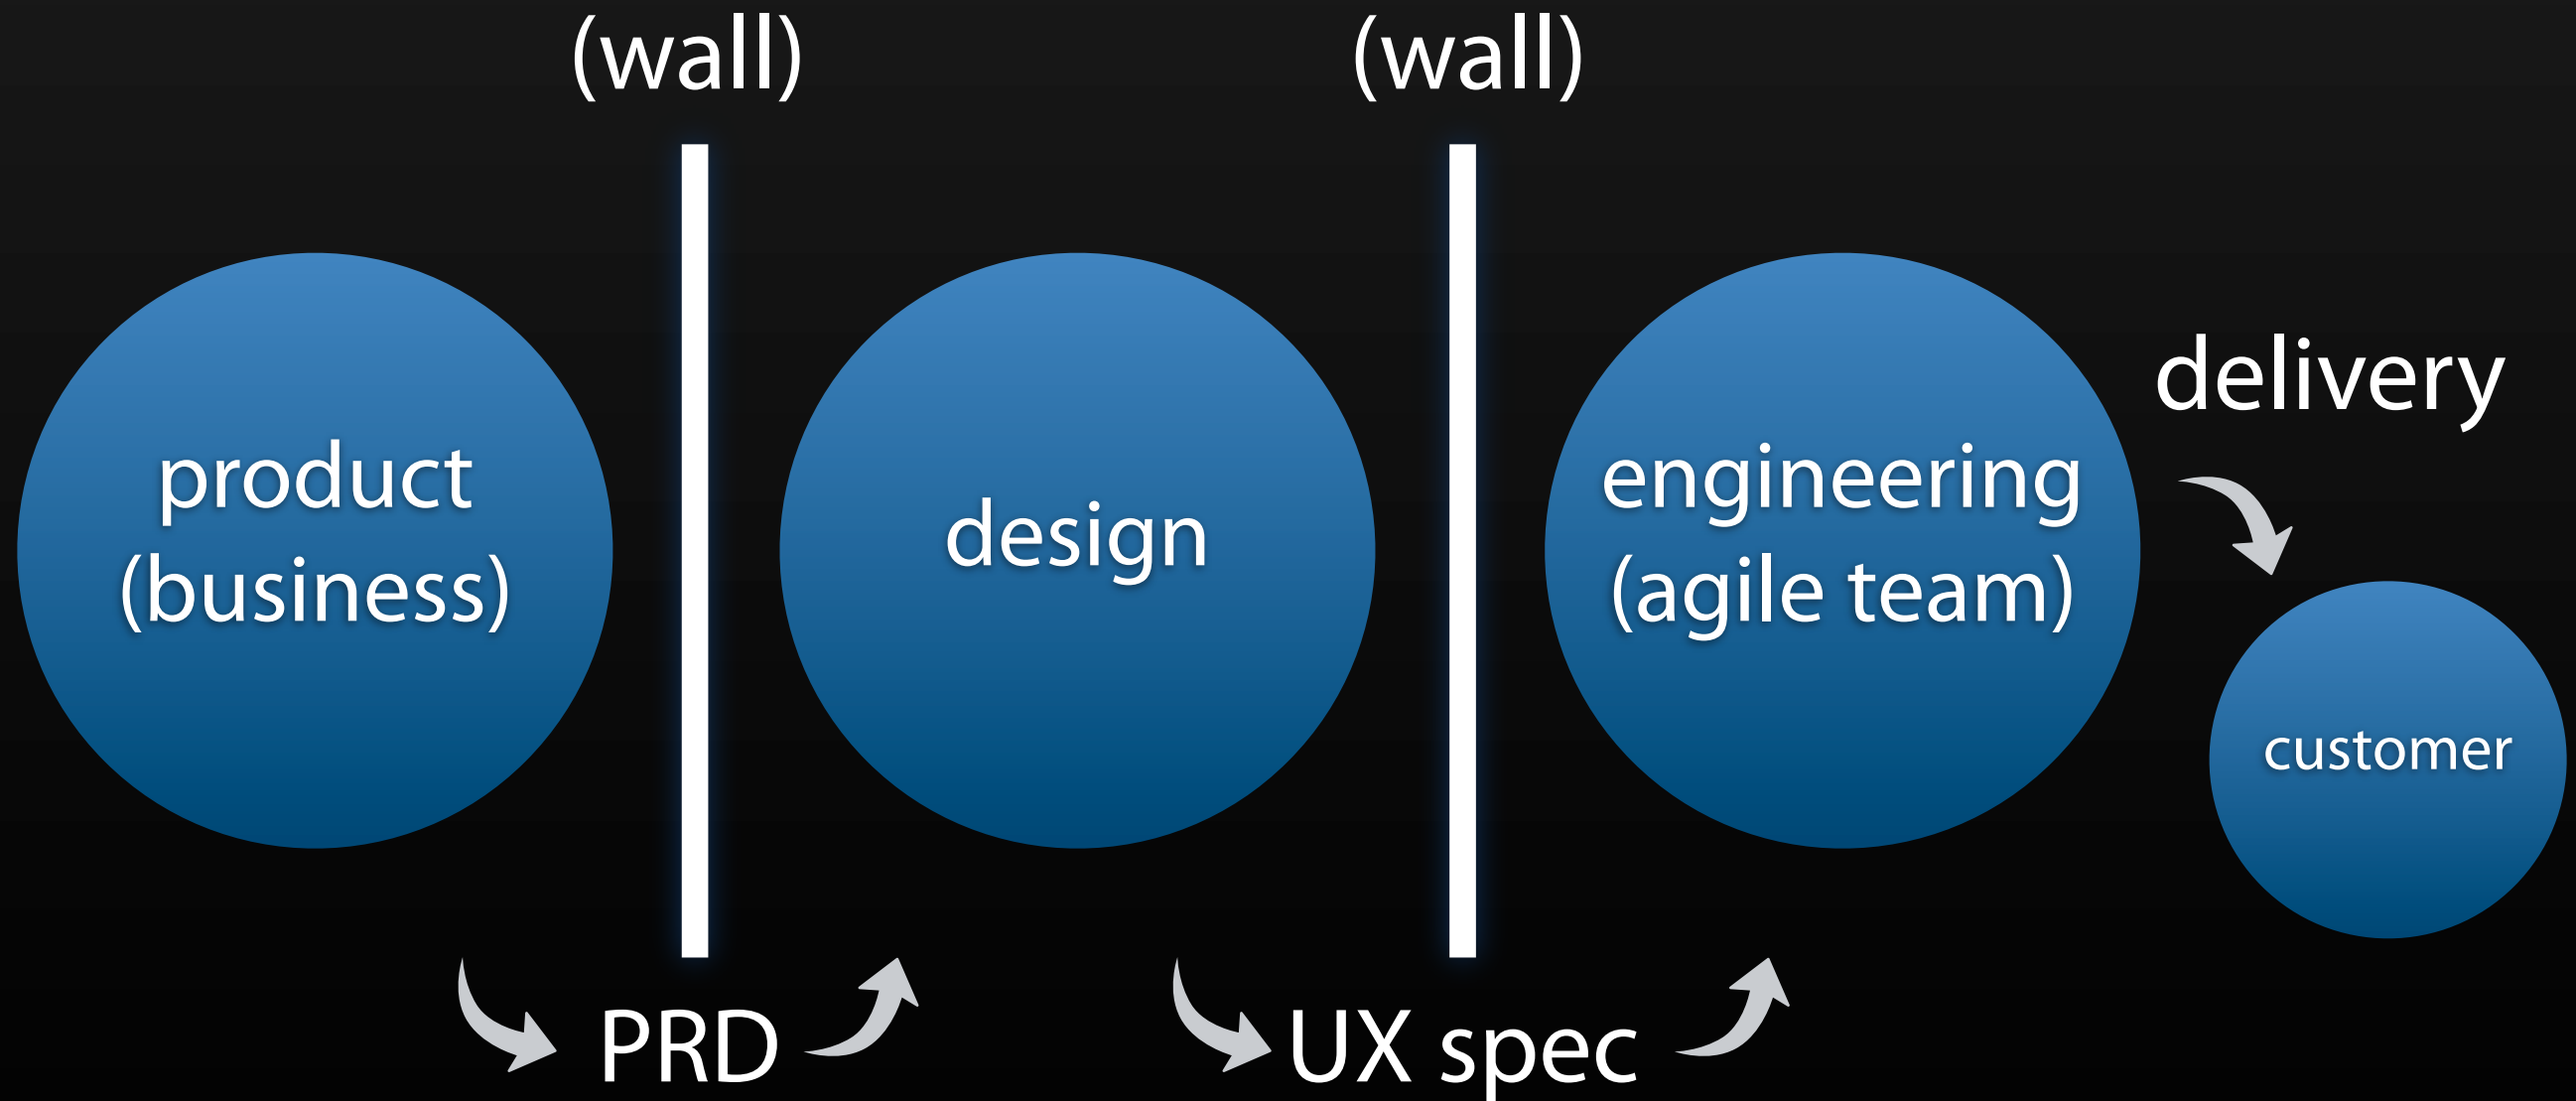 (wall)
(wall)
product
(business)
design
engineering
(agile team)
delivery
customer
PRD
UX spec